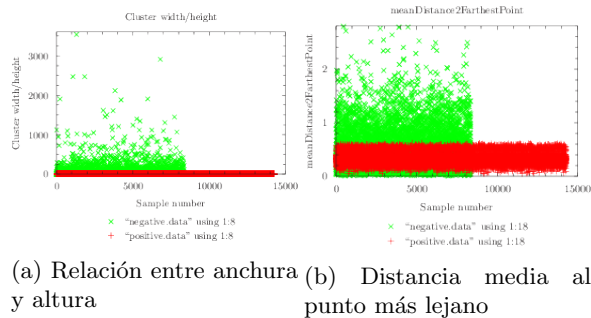 Cluster width/height
Cluster width/height
3000
2000
1000
0
0
5000
10000
15000
Sample number
"negative.data" using 1:8
"positive.data" using 1:8
(a) Relación entre anchura
y altura
meanDistance2FarthestPoint
meanDistance2FarthestPoint
2
1
0
0
5000
10000
15000
Sample number
"negative.data" using 1:18
"positive.data" using 1:18
(b) Distancia media al
punto más lejano